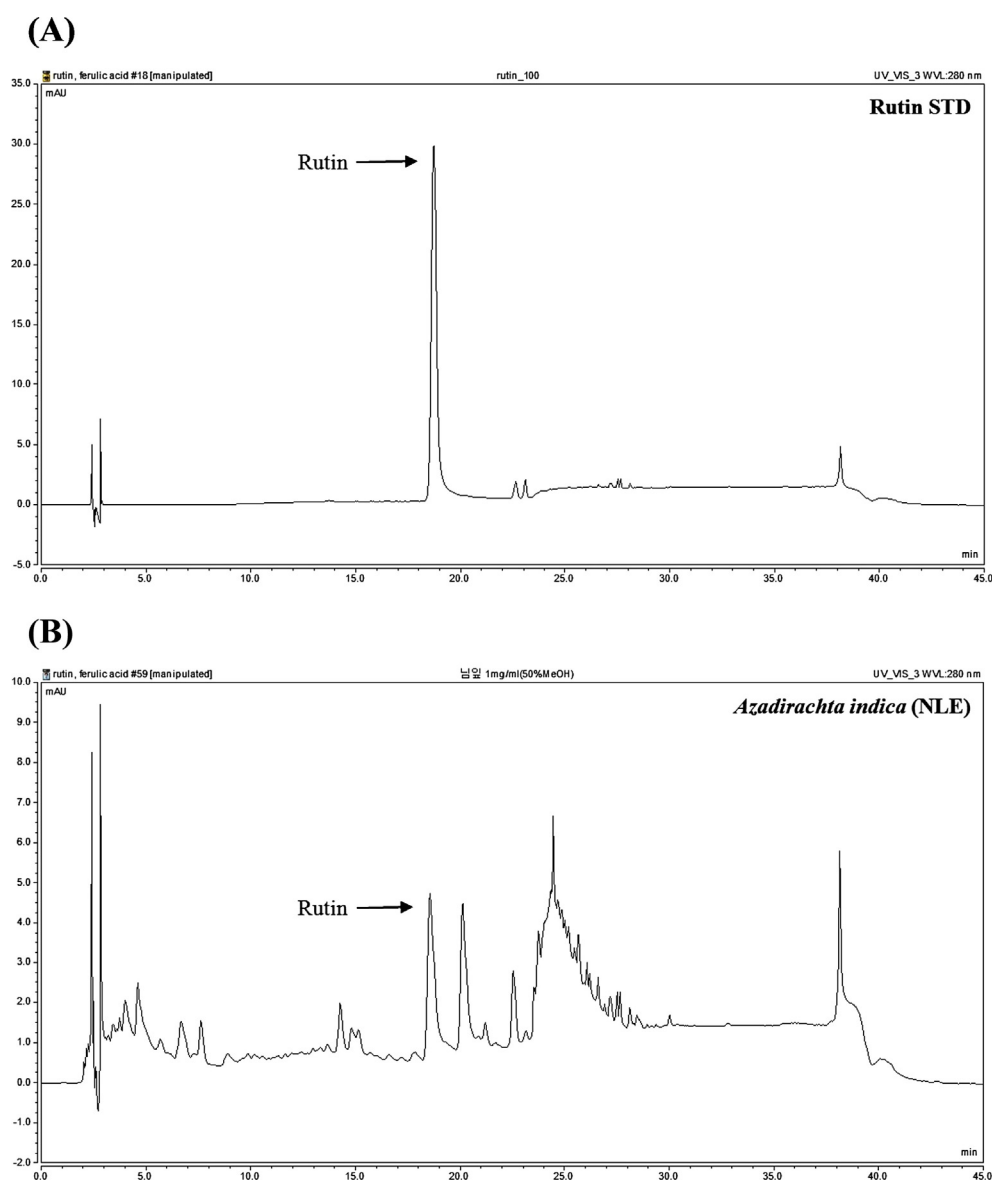 (A)
rutin, ferulic acid #18 [manipulated] rutin_100 UV_VIS_3 WVL:280 nm
35.0 mAU
Rutin STD
30.0
Rutin
25.0
20.0
15.0
10.0
5.0
0.0
-5.0
min
0.0 5.0 10.0 15.0 20.0 25.0 30.0 35.0 40.0 45.0
(B)
rutin, ferulic acid #59 [manipulated] 님잎 1mg/ml(50%MeOH) UV_VIS_3 WVL:280 nm
10.0 mAU
Azadirachta indica (NLE)
9.0
8.0
7.0
6.0
5.0
Rutin
4.0
3.0
2.0
1.0
0.0
-1.0
-2.0
min
0.0 5.0 10.0 15.0 20.0 25.0 30.0 35.0 40.0 45.0